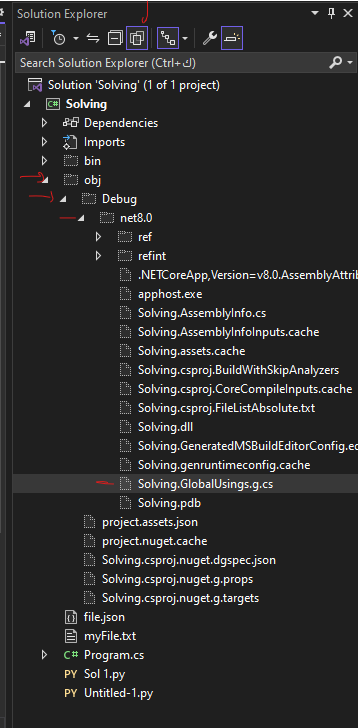 Solution Explorer
Search Solution Explorer (Ctrl+ك)
Solution 'Solving' (1 of 1 project)
C# Solving
Dependencies
Imports
bin
obj
Debug
net8.0
ref
refint
.NETCoreApp,Version=v8.0.AssemblyAttri
apphost.exe
Solving.AssemblyInfo.cs
Solving.AssemblyInfoInputs.cache
Solving.assets.cache
Solving.csproj.BuildWithSkipAnalyzers
Solving.csproj.CoreCompileInputs.cache
Solving.csproj.FileListAbsolute.txt
Solving.dll
Solving.GeneratedMSBuildEditorConfig.ec
Solving.genruntimeconfig.cache
Solving.GlobalUsings.g.cs
Solving.pdb
project.assets.json
project.nuget.cache
Solving.csproj.nuget.dgspec.json
Solving.csproj.nuget.g.props
Solving.csproj.nuget.g.targets
file.json
myFile.txt
C# Program.cs
PY Sol 1.py
PY Untitled-1.py